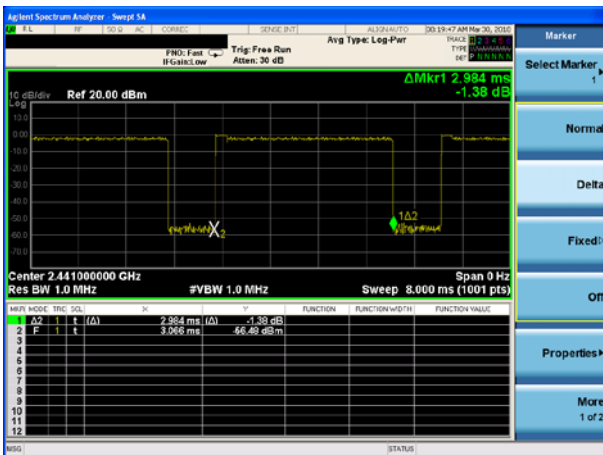 Agilent Spectrum Analyzer - Swept SA
RL RF 50 Ω AC CORREC SENSE:INT ALIGNAUTO 00:19:47 AM Mar 30, 2010
Avg Type: Log-Pwr
TRACE 1 2 3 4 5 6
TYPE
DET P N N N N N
PNO: Fast
IFGain:Low
Trig: Free Run
Atten: 30 dB
ΔMkr1 2.984 ms
-1.38 dB
10 dB/div Ref 20.00 dBm
Log
10.0
0.00
-10.0
-20.0
-30.0
-40.0
-50.0
-60.0
-70.0
X2
1Δ2
Center 2.441000000 GHz
Span 0 Hz
Res BW 1.0 MHz #VBW 1.0 MHz Sweep 8.000 ms (1001 pts)
MKR MODE TRC SCL X Y FUNCTION FUNCTION WIDTH FUNCTION VALUE
1 Δ2 1 t (Δ) 2.984 ms (Δ) -1.38 dB
2 F 1 t 3.066 ms -56.48 dBm
3
4
5
6
7
8
9
10
11
12
MSG STATUS
Marker
Select Marker
1
Normal
Delta
Fixed
Off
Properties
More
1 of 2